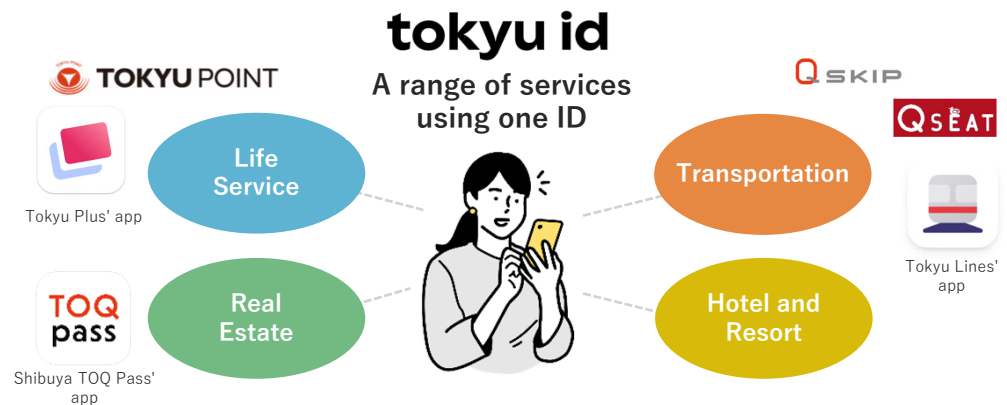 tokyu id
A range of services
using one ID
TOKYU POINT
Tokyu Plus' app
Life
Service
TOQ
pass
Shibuya TOQ Pass'
app
Real
Estate
Q SKIP
Q SEAT
Transportation
Tokyu Lines'
app
Hotel and
Resort